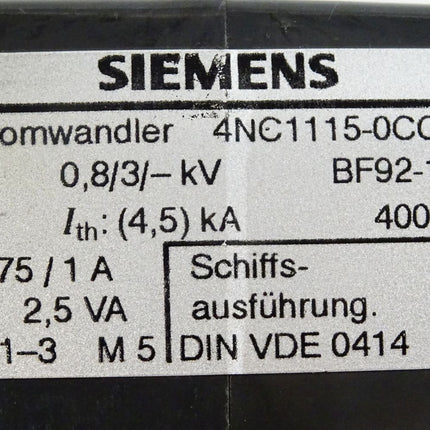 SIEMENS
omwandler 4NC1115-0CC
0,8/3/– kV BF92-1
Ith: (4,5) kA 400
75 / 1 A Schiffs-
2,5 VA ausführung.
1–3 M 5 DIN VDE 0414